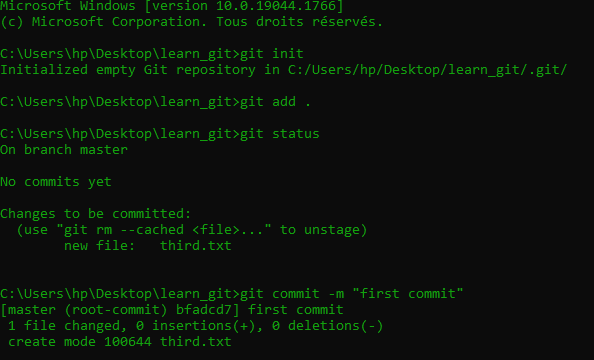 Microsoft Windows [version 10.0.19044.1766]
(c) Microsoft Corporation. Tous droits réservés.
C:\Users\hp\Desktop\learn_git>git init
Initialized empty Git repository in C:/Users/hp/Desktop/learn_git/.git/
C:\Users\hp\Desktop\learn_git>git add .
C:\Users\hp\Desktop\learn_git>git status
On branch master
No commits yet
Changes to be committed:
(use "git rm --cached <file>..." to unstage)
new file: third.txt
C:\Users\hp\Desktop\learn_git>git commit -m "first commit"
[master (root-commit) bfadcd7] first commit
1 file changed, 0 insertions(+), 0 deletions(-)
create mode 100644 third.txt